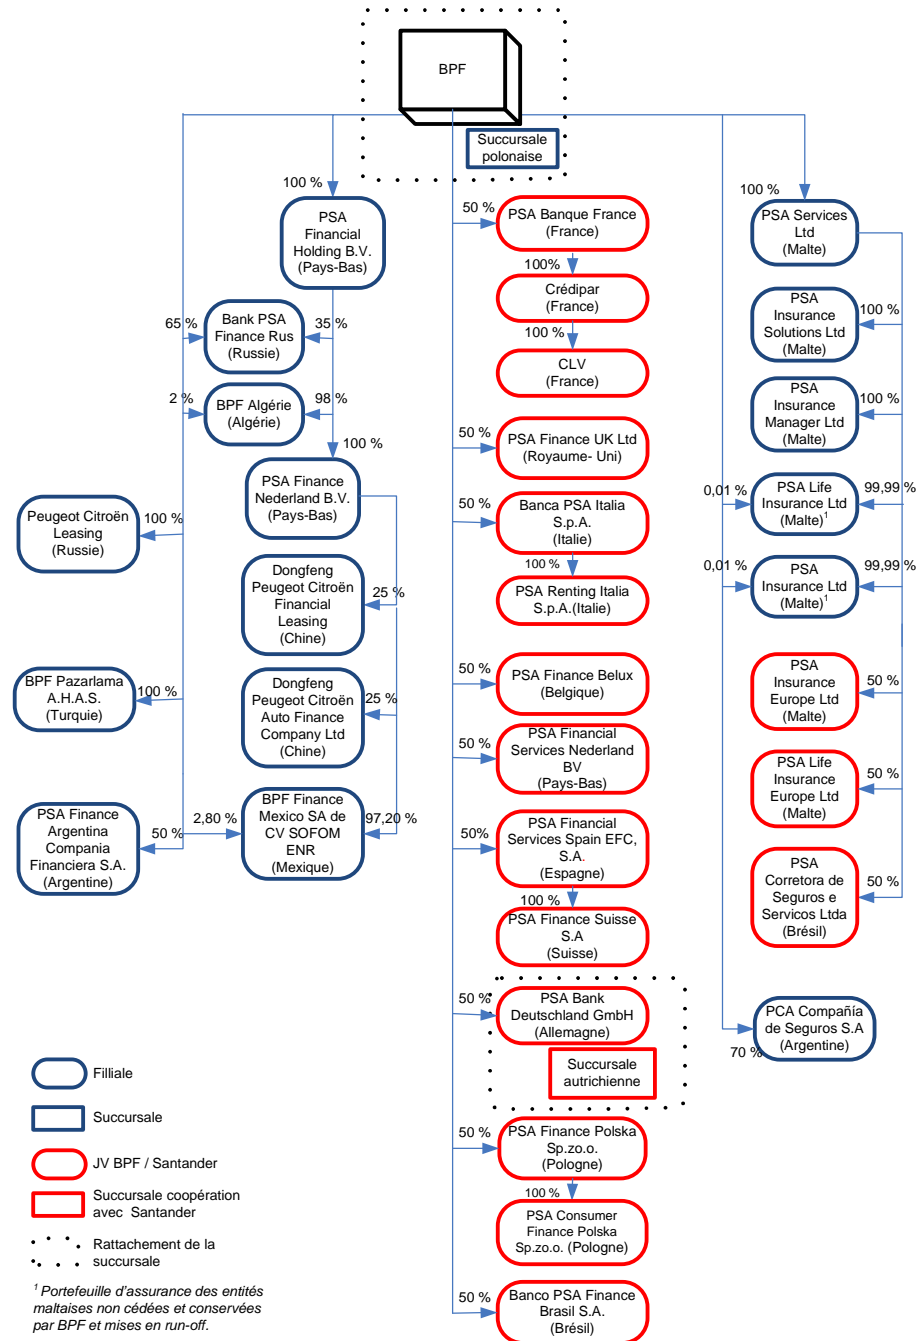 BPF
Succursale
polonaise
100 %
PSA
Financial
Holding B.V.
(Pays-Bas)
65 %
Bank PSA
Finance Rus
(Russie)
35 %
2 %
BPF Algérie
(Algérie)
98 %
100 %
PSA Finance
Nederland B.V.
(Pays-Bas)
Peugeot Citroën
Leasing
(Russie)
100 %
Dongfeng
Peugeot Citroën
Financial
Leasing
(Chine)
25 %
BPF Pazarlama
A.H.A.S.
(Turquie)
100 %
Dongfeng
Peugeot Citroën
Auto Finance
Company Ltd
(Chine)
25 %
PSA Finance
Argentina
Compania
Financiera S.A.
(Argentine)
50 %
2,80 %
BPF Finance
Mexico SA de
CV SOFOM
ENR
(Mexique)
97,20 %
50 %
PSA Banque France
(France)
100%
Crédipar
(France)
100 %
CLV
(France)
50 %
PSA Finance UK Ltd
(Royaume- Uni)
50 %
Banca PSA Italia
S.p.A.
(Italie)
100 %
PSA Renting Italia
S.p.A.(Italie)
50 %
PSA Finance Belux
(Belgique)
50 %
PSA Financial
Services Nederland
BV
(Pays-Bas)
50%
PSA Financial
Services Spain EFC,
S.A.
(Espagne)
100 %
PSA Finance Suisse
S.A
(Suisse)
50 %
PSA Bank
Deutschland GmbH
(Allemagne)
Succursale
autrichienne
50 %
PSA Finance Polska
Sp.zo.o.
(Pologne)
100 %
PSA Consumer
Finance Polska
Sp.zo.o. (Pologne)
50 %
Banco PSA Finance
Brasil S.A.
(Brésil)
100 %
PSA Services
Ltd
(Malte)
PSA
Insurance
Solutions Ltd
(Malte)
100 %
PSA
Insurance
Manager Ltd
(Malte)
100 %
0,01 %
PSA Life
Insurance Ltd
(Malte)1
99,99 %
0,01 %
PSA
Insurance Ltd
(Malte)1
99,99 %
PSA
Insurance
Europe Ltd
(Malte)
50 %
PSA Life
Insurance
Europe Ltd
(Malte)
50 %
PSA
Corretora de
Seguros e
Servicos Ltda
(Brésil)
50 %
70 %
PCA Compañía
de Seguros S.A
(Argentine)
Filliale
Succursale
JV BPF / Santander
Succursale coopération
avec Santander
Rattachement de la
succursale
1 Portefeuille d'assurance des entités
maltaises non cédées et conservées
par BPF et mises en run-off.